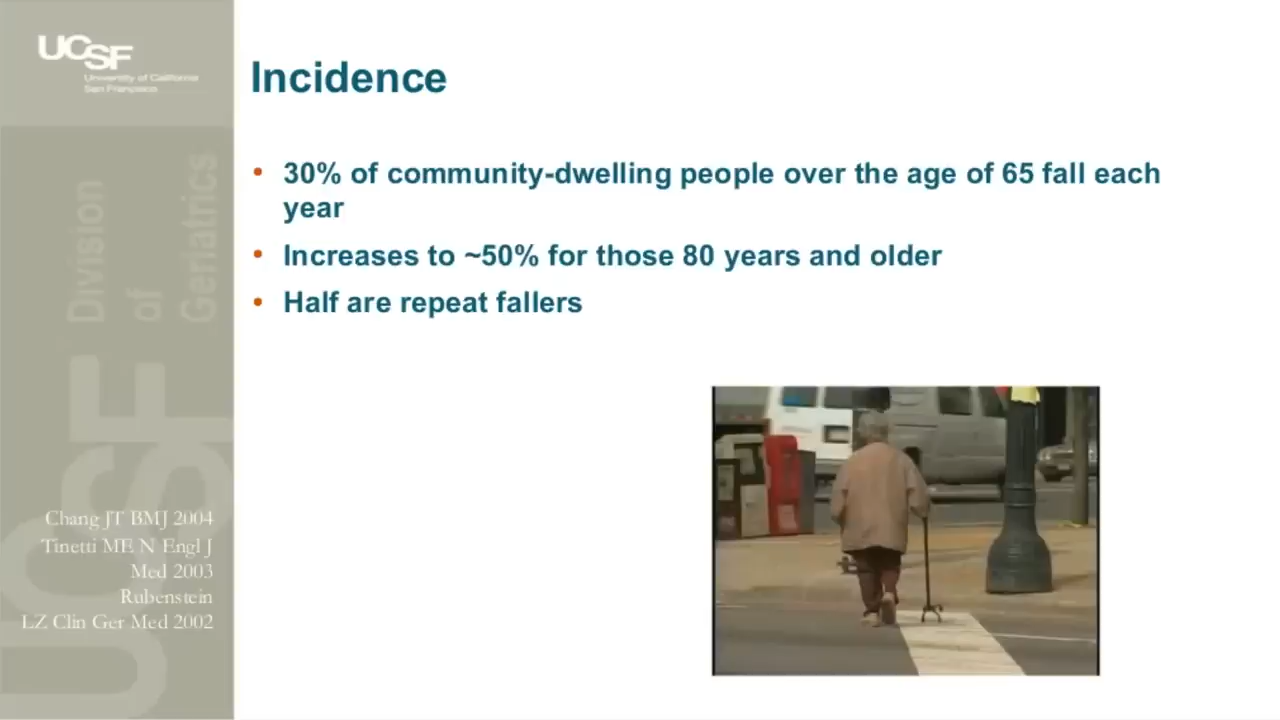 UCSF
University of California
San Francisco
Division
of
Geriatrics
UCSF
Incidence
• 30% of community-dwelling people over the age of 65 fall each
year
• Increases to ~50% for those 80 years and older
• Half are repeat fallers
Chang JT BMJ 2004
Tinetti ME N Engl J
Med 2003
Rubenstein
LZ Clin Ger Med 2002